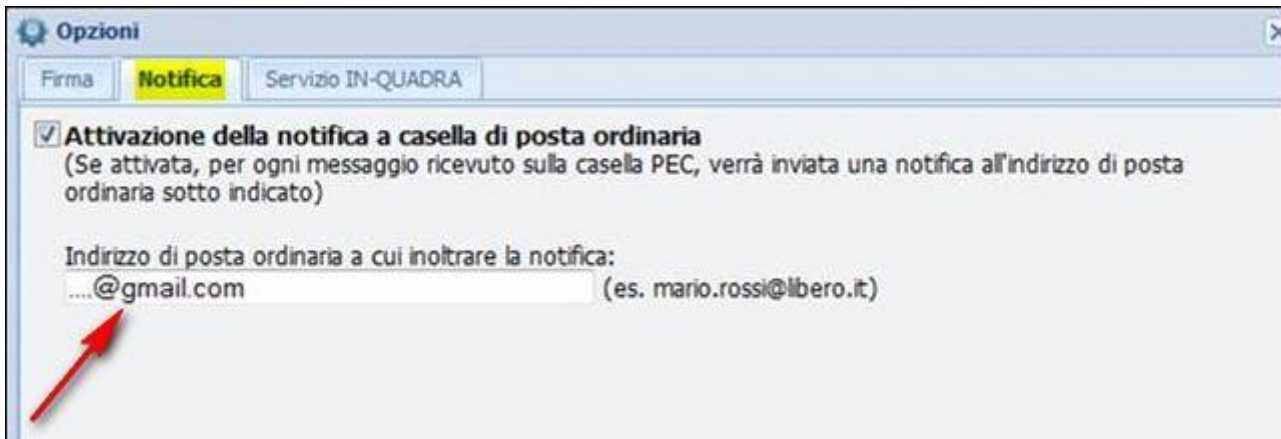 Opzioni
Firma Notifica Servizio IN-QUADRA
Attivazione della notifica a casella di posta ordinaria
(Se attivata, per ogni messaggio ricevuto sulla casella PEC, verrà inviata una notifica all'indirizzo di posta
ordinaria sotto indicato)
Indirizzo di posta ordinaria a cui inoltrare la notifica:
....@gmail.com (es. mario.rossi@libero.it)